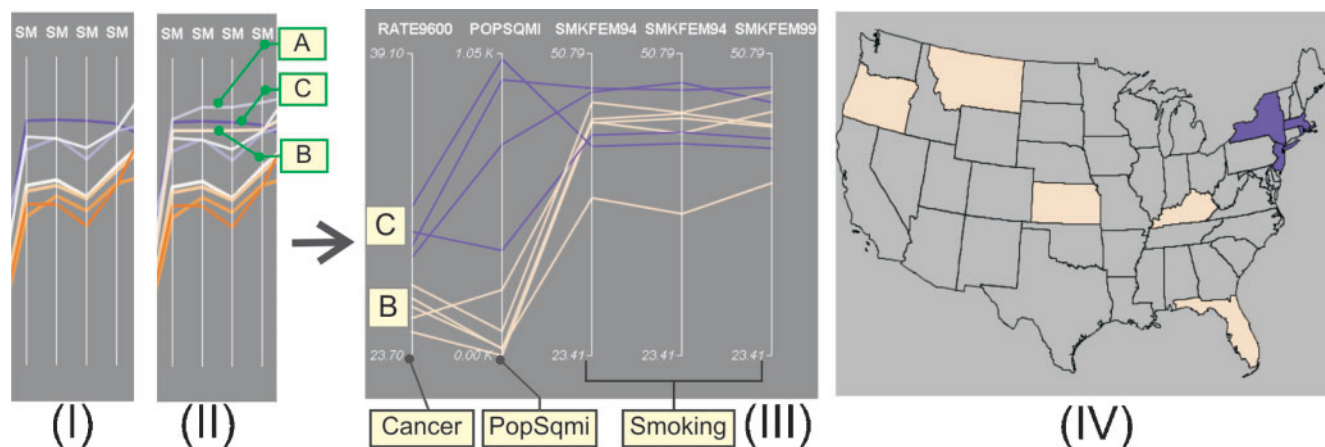 SM SM SM SM
SM SM SM SM
A
C
B
RATE9600 POPSQMI SMKFEM94 SMKFEM94 SMKFEM99
39.10 1.05 K 50.79 50.79 50.79
C
B
23.70 0.00 K 23.41 23.41 23.41
Cancer PopSqmi Smoking
(I) (II) (III) (IV)